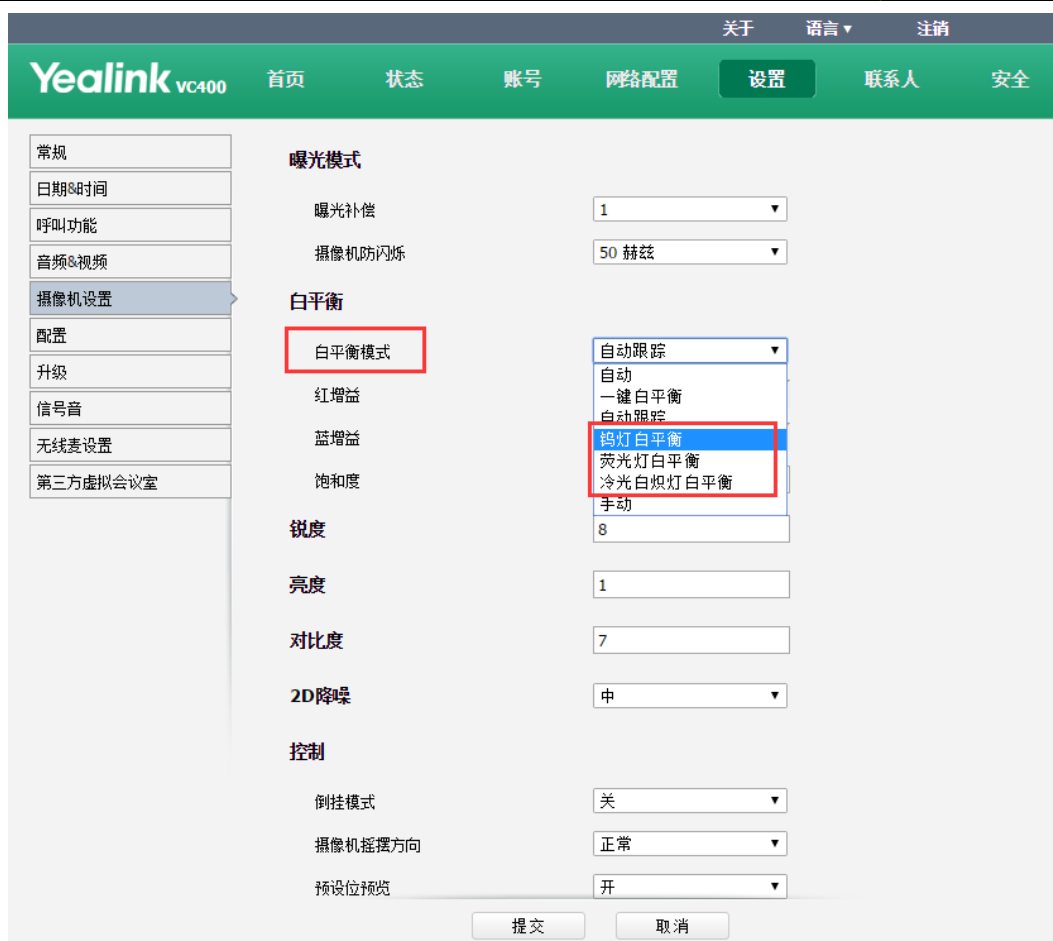 关于 语言▼ 注销
Yealink VC400 首页 状态 账号 网络配置 设置 联系人 安全
常规
日期&时间
呼叫功能
音频&视频
摄像机设置
配置
升级
信号音
无线麦设置
第三方虚拟会议室
曝光模式
曝光补偿 1
摄像机防闪烁 50 赫兹
白平衡
白平衡模式 自动跟踪
自动
一键白平衡
自动跟踪
钨灯白平衡
荧光灯白平衡
冷光白炽灯白平衡
手动
红增益
蓝增益
饱和度
锐度 8
亮度 1
对比度 7
2D降噪 中
控制
倒挂模式 关
摄像机摇摆方向 正常
预设位预览 开
提交 取消